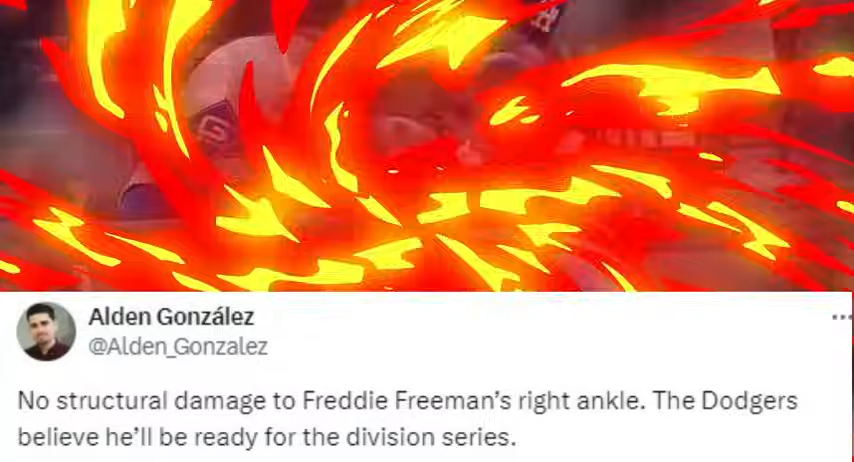 Alden González
@Alden_Gonzalez
No structural damage to Freddie Freeman's right ankle. The Dodgers
believe he'll be ready for the division series.